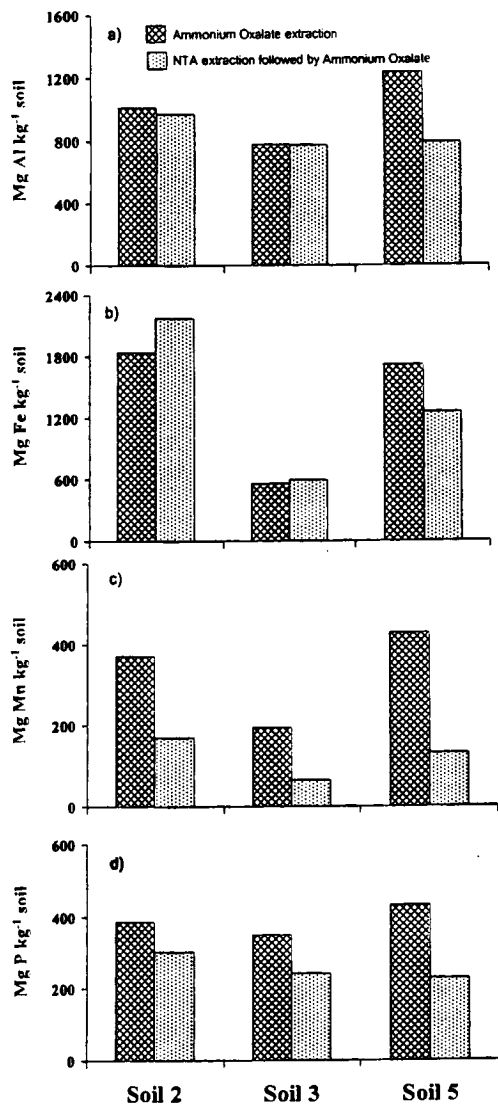 a)
Ammonium Oxalate extraction
NTA extraction followed by Ammonium Oxalate
1600
1200
800
400
0
Mg Al kg⁻¹ soil
b)
2400
1800
1200
600
0
Mg Fe kg⁻¹ soil
c)
600
400
200
0
Mg Mn kg⁻¹ soil
d)
600
400
200
0
Mg P kg⁻¹ soil
Soil 2 Soil 3 Soil 5